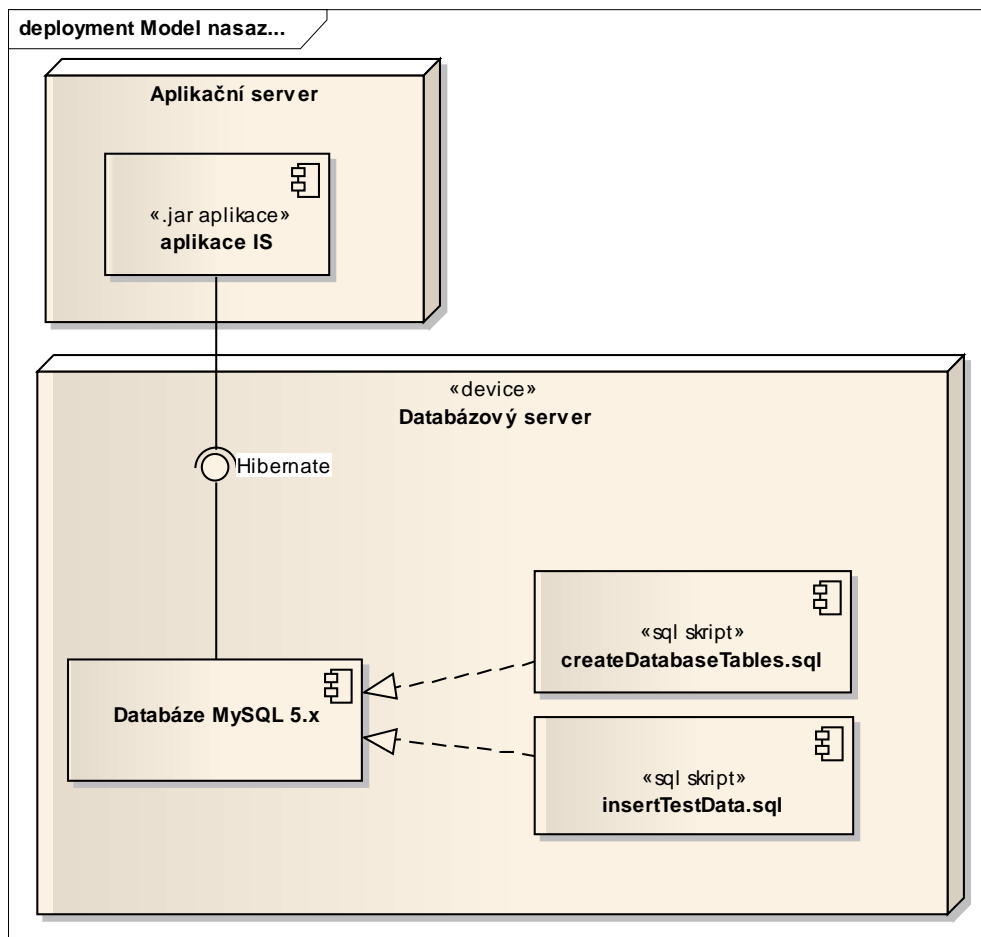 deployment Model nasaz...
Aplikační server
«.jar aplikace»
aplikace IS
«device»
Databázový server
Hibernate
«sql skript»
createDatabaseTables.sql
Databáze MySQL 5.x
«sql skript»
insertTestData.sql